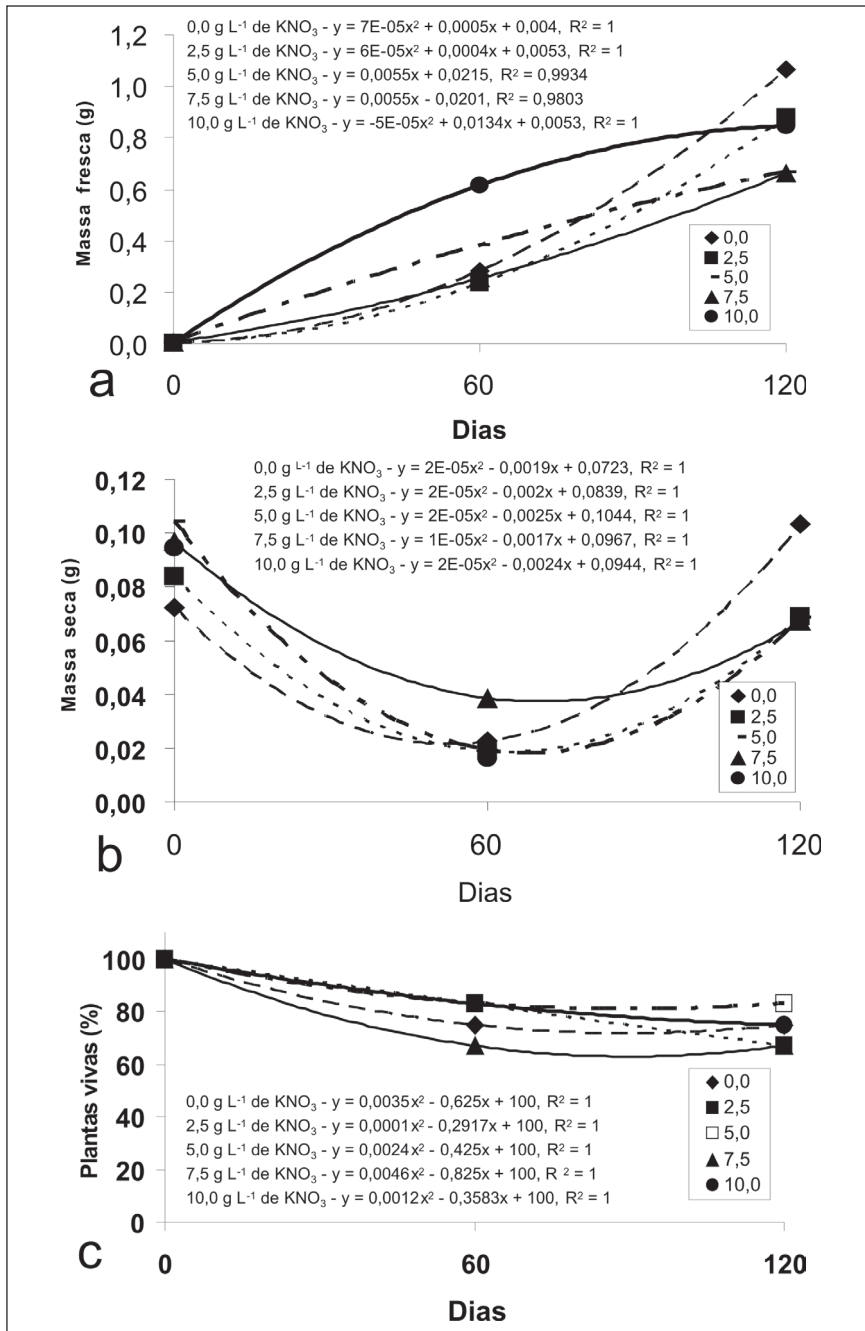 0,0 g L⁻¹ de KNO₃ - y = 7E-05x² + 0,0005x + 0,004, R² = 1
2,5 g L⁻¹ de KNO₃ - y = 6E-05x² + 0,0004x + 0,0053, R² = 1
5,0 g L⁻¹ de KNO₃ - y = 0,0055x + 0,0215, R² = 0,9934
7,5 g L⁻¹ de KNO₃ - y = 0,0055x - 0,0201, R² = 0,9803
10,0 g L⁻¹ de KNO₃ - y = -5E-05x² + 0,0134x + 0,0053, R² = 1
Massa fresca (g)
1,2
1,0
0,8
0,6
0,4
0,2
0,0
0,0
2,5
5,0
7,5
10,0
0 60 120
a
Dias
0,0 g L⁻¹ de KNO₃ - y = 2E-05x² - 0,0019x + 0,0723, R² = 1
2,5 g L⁻¹ de KNO₃ - y = 2E-05x² - 0,002x + 0,0839, R² = 1
5,0 g L⁻¹ de KNO₃ - y = 2E-05x² - 0,0025x + 0,1044, R² = 1
7,5 g L⁻¹ de KNO₃ - y = 1E-05x² - 0,0017x + 0,0967, R² = 1
10,0 g L⁻¹ de KNO₃ - y = 2E-05x² - 0,0024x + 0,0944, R² = 1
Massa seca (g)
0,12
0,10
0,08
0,06
0,04
0,02
0,00
0,0
2,5
5,0
7,5
10,0
0 60 120
b
Dias
Plantas vivas (%)
100
80
60
40
20
0
0,0 g L⁻¹ de KNO₃ - y = 0,0035x² - 0,625x + 100, R² = 1
2,5 g L⁻¹ de KNO₃ - y = 0,0001x² - 0,2917x + 100, R² = 1
5,0 g L⁻¹ de KNO₃ - y = 0,0024x² - 0,425x + 100, R² = 1
7,5 g L⁻¹ de KNO₃ - y = 0,0046x² - 0,825x + 100, R ² = 1
10,0 g L⁻¹ de KNO₃ - y = 0,0012x² - 0,3583x + 100, R² = 1
0,0
2,5
5,0
7,5
10,0
c
0 60 120
Dias